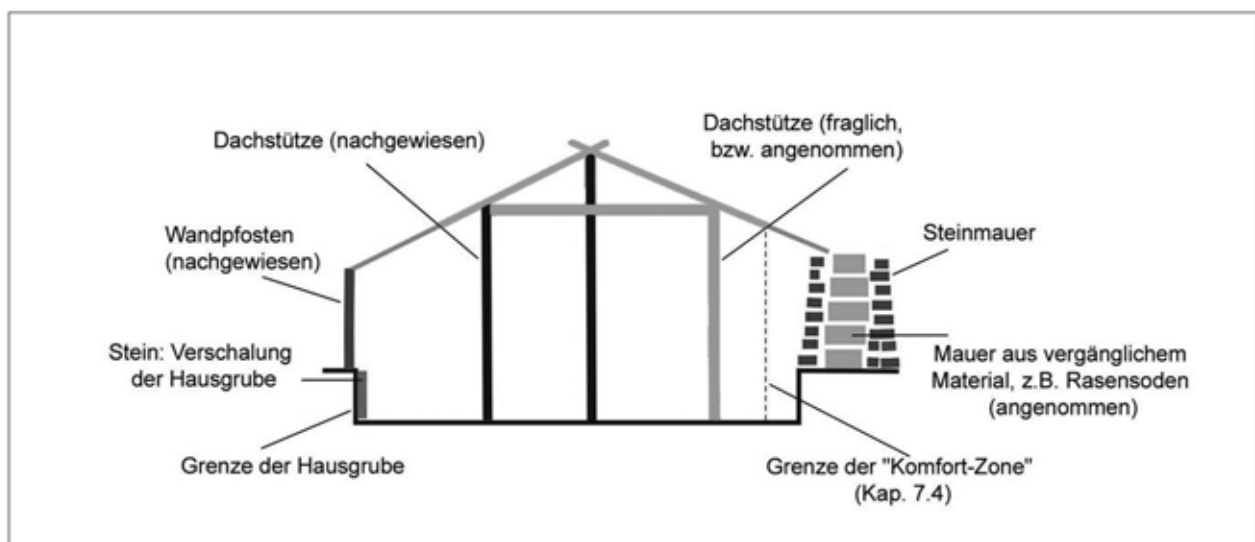 Dachstütze (nachgewiesen)
Dachstütze (fraglich,
bzw. angenommen)
Wandpfosten
(nachgewiesen)
Steinmauer
Stein: Verschalung
der Hausgrube
Mauer aus vergänglichem
Material, z.B. Rasensoden
(angenommen)
Grenze der Hausgrube
Grenze der "Komfort-Zone"
(Kap. 7.4)